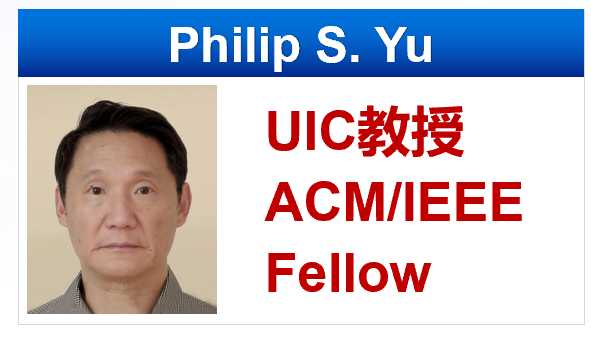 Philip S. Yu
UIC教授
ACM/IEEE
Fellow